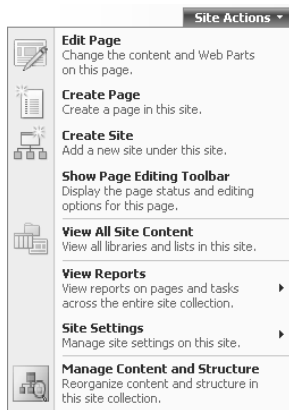 Site Actions
Edit Page
Change the content and Web Parts
on this page.
Create Page
Create a page in this site.
Create Site
Add a new site under this site.
Show Page Editing Toolbar
Display the page status and editing
options for this page.
View All Site Content
View all libraries and lists in this site.
View Reports
View reports on pages and tasks
across the entire site collection.
Site Settings
Manage site settings on this site.
Manage Content and Structure
Reorganize content and structure in
this site collection.